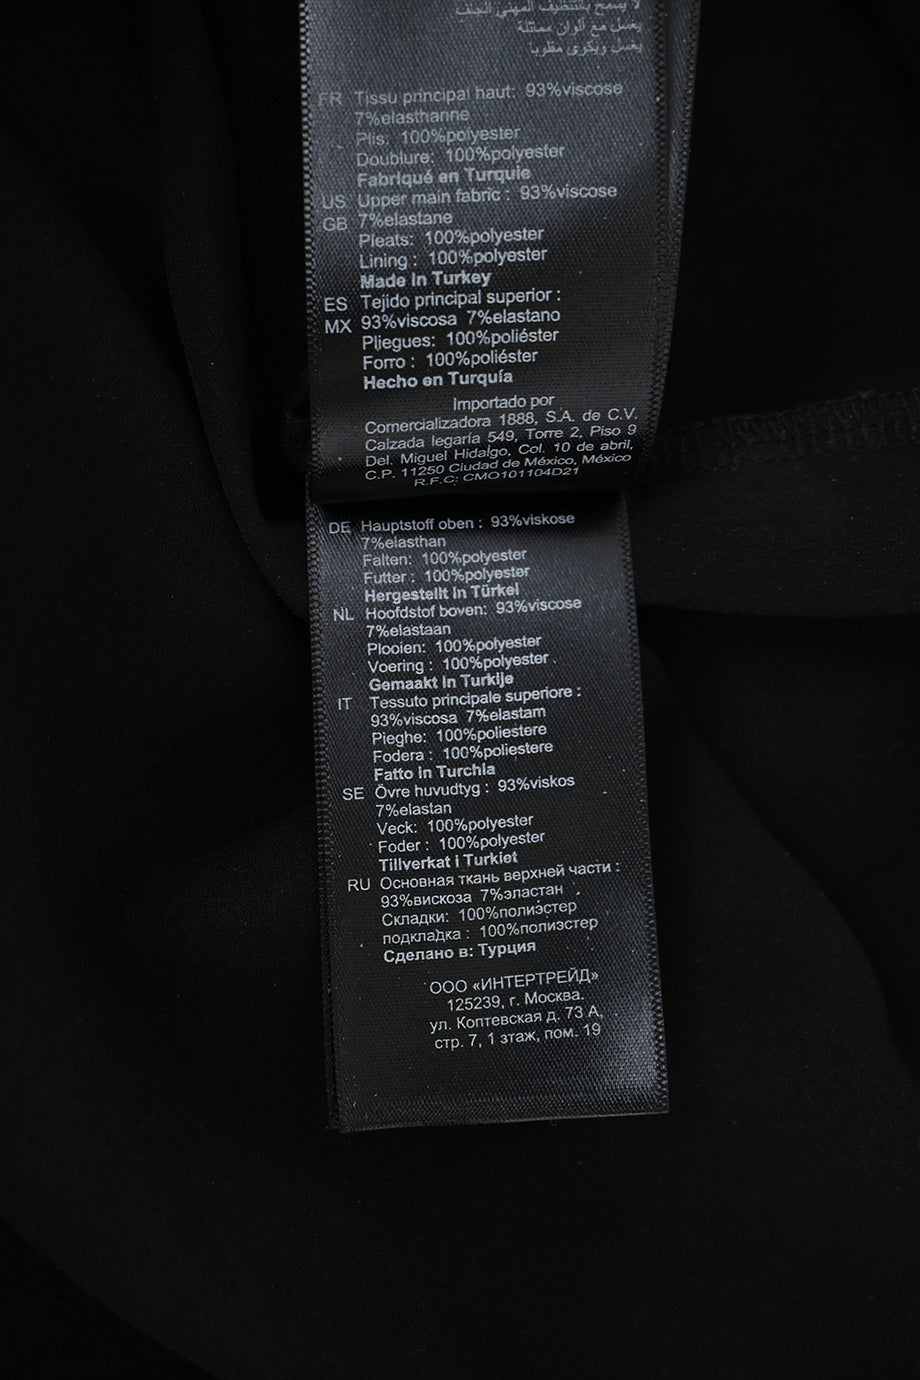 لا يسمح بالتنظيف المهني الجاف
يغسل مع ألوان مماثلة
يغسل ويكوى مقلوبا
FR Tissu principal haut: 93%viscose
7%elasthanne
Plis: 100%polyester
Doublure: 100%polyester
Fabriqué en Turquie
US Upper main fabric : 93%viscose
GB 7%elastane
Pleats: 100%polyester
Lining : 100%polyester
Made in Turkey
ES Tejido principal superior :
MX 93%viscosa 7%elastano
Pliegues: 100%poliéster
Forro : 100%poliéster
Hecho en Turquía
Importado por
Comercializadora 1888, S.A. de C.V.
Calzada legaría 549, Torre 2, Piso 9
Del. Miguel Hidalgo, Col. 10 de abril,
C.P. 11250 Ciudad de México, México
R.F.C: CMO101104D21
DE Hauptstoff oben : 93%viskose
7%elasthan
Falten: 100%polyester
Futter : 100%polyester
Hergestellt in Türkei
NL Hoofdstof boven: 93%viscose
7%elastaan
Plooien: 100%polyester
Voering : 100%polyester
Gemaakt in Turkije
IT Tessuto principale superiore :
93%viscosa 7%elastam
Pieghe: 100%poliestere
Fodera : 100%poliestere
Fatto in Turchia
SE Övre huvudtyg : 93%viskos
7%elastan
Veck: 100%polyester
Foder : 100%polyester
Tillverkat i Turkiet
RU Основная ткань верхней части :
93%вискоза 7%эластан
Складки: 100%полиэстер
подкладка : 100%полиэстер
Сделано в: Турция
ООО «ИНТЕРТРЕЙД»
125239, г. Москва.
ул. Коптевская д. 73 А,
стр. 7, 1 этаж, пом. 19